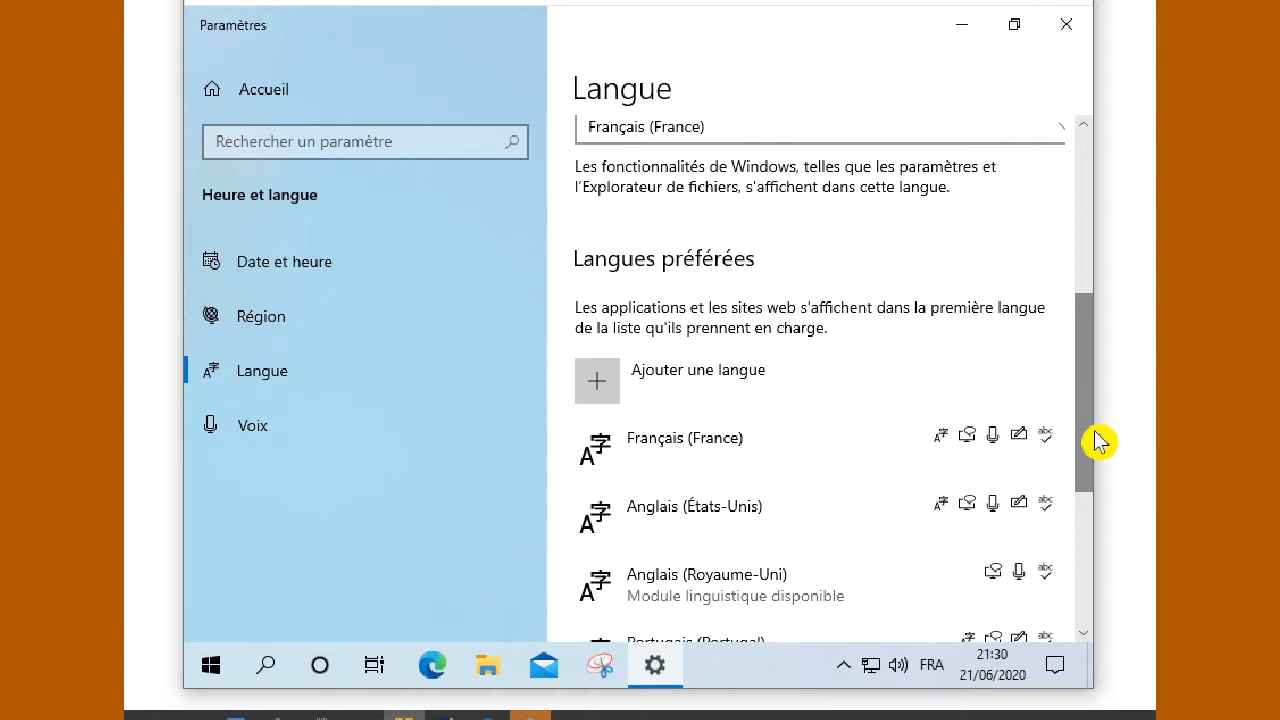 Paramètres
Accueil
Rechercher un paramètre
Heure et langue
Date et heure
Région
Langue
Voix
Langue
Français (France)
Les fonctionnalités de Windows, telles que les paramètres et
l'Explorateur de fichiers, s'affichent dans cette langue.
Langues préférées
Les applications et les sites web s'affichent dans la première langue
de la liste qu'ils prennent en charge.
Ajouter une langue
Français (France)
Anglais (États-Unis)
Anglais (Royaume-Uni)
Module linguistique disponible
Portugais (Portugal)
FRA
21:30
21/06/2020